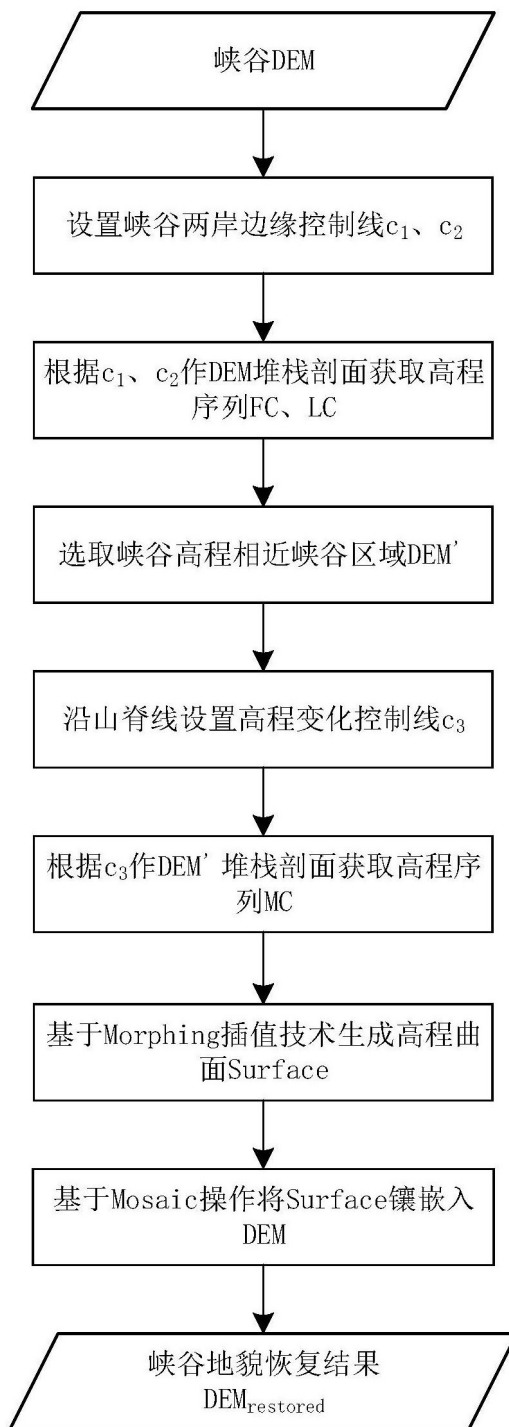 峡谷DEM
设置峡谷两岸边缘控制线c₁、c₂
根据c₁、c₂作DEM堆栈剖面获取高程
序列FC、LC
选取峡谷高程相近峡谷区域DEM'
沿山脊线设置高程变化控制线c₃
根据c₃作DEM' 堆栈剖面获取高程序
列MC
基于Morphing插值技术生成高程曲
面Surface
基于Mosaic操作将Surface镶嵌入
DEM
峡谷地貌恢复结果
DEMrestored